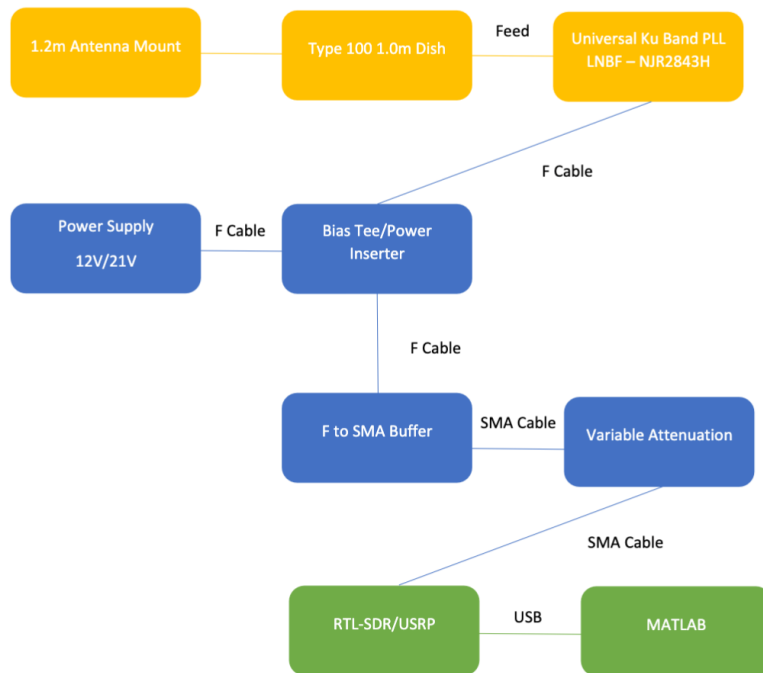 1.2m Antenna Mount
Type 100 1.0m Dish
Feed
Universal Ku Band PLL
LNBF – NJR2843H
F Cable
Power Supply
12V/21V
F Cable
Bias Tee/Power
Inserter
F Cable
F to SMA Buffer
SMA Cable
Variable Attenuation
SMA Cable
RTL-SDR/USRP
USB
MATLAB